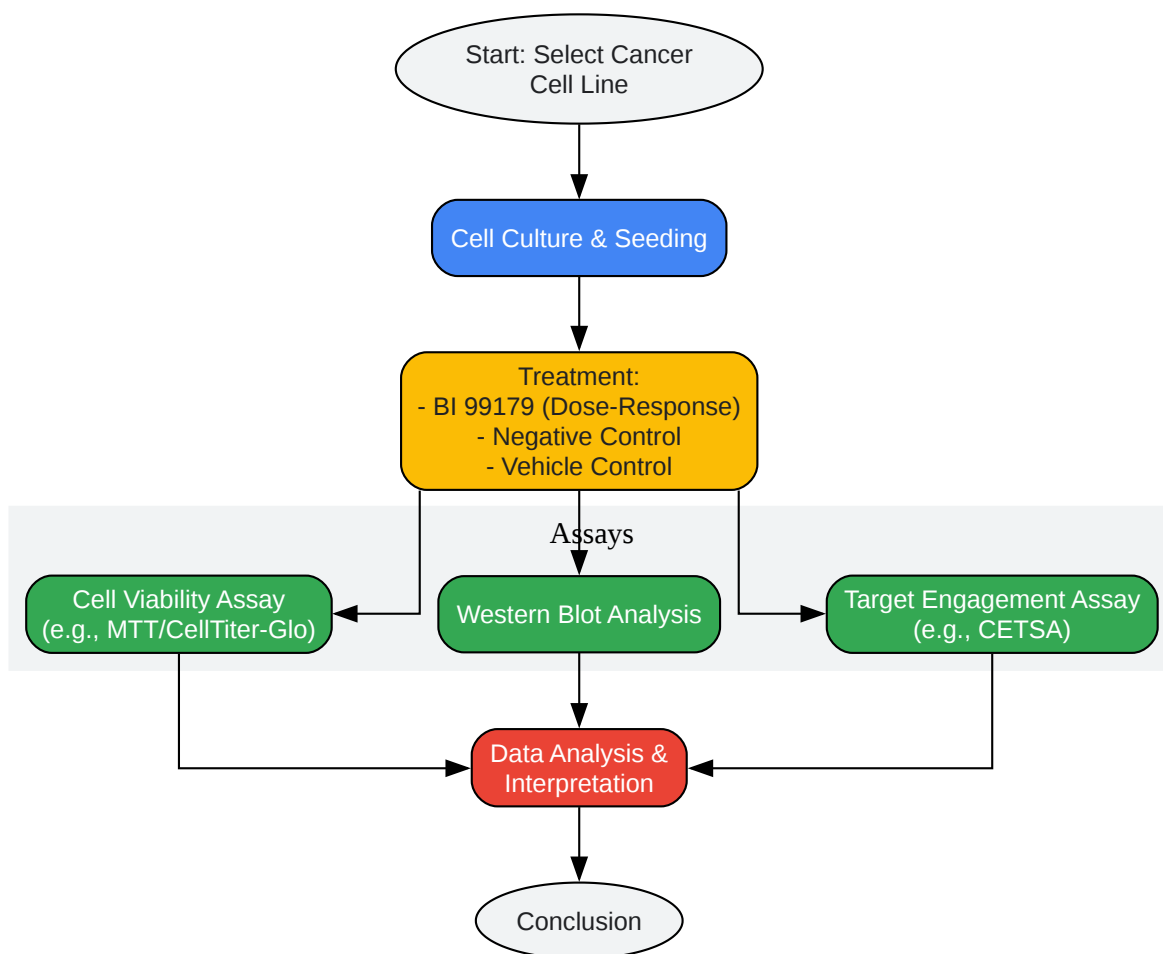 Start: Select Cancer
Cell Line
Cell Culture & Seeding
Treatment:
- BI 99179 (Dose-Response)
- Negative Control
- Vehicle Control
Assays
Cell Viability Assay
(e.g., MTT/CellTiter-Glo)
Western Blot Analysis
Target Engagement Assay
(e.g., CETSA)
Data Analysis &
Interpretation
Conclusion